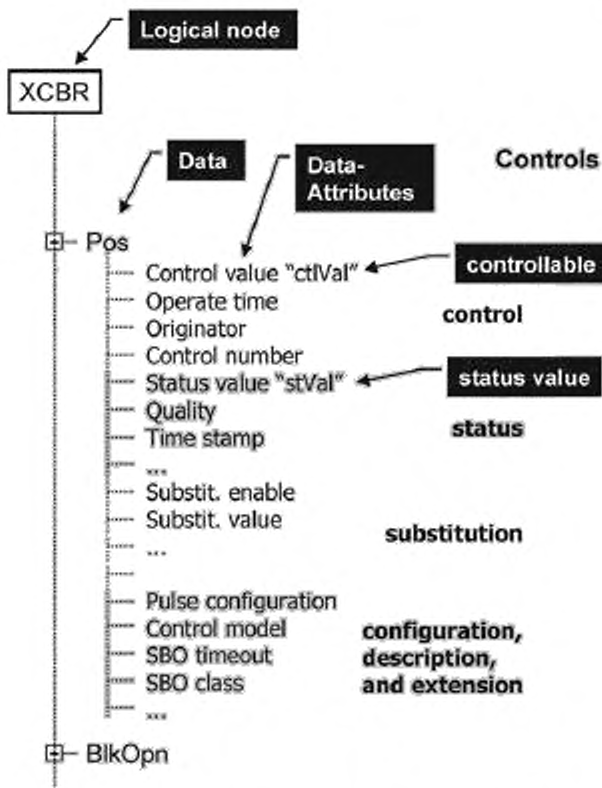 Logical node
XCBR
Data
Data-
Attributes
Controls
Pos
Control value "ctlVal"
controllable
Operate time
control
Originator
Control number
Status value "stVal"
status value
Quality
status
Time stamp
...
Substit. enable
Substit. value
substitution
...
Pulse configuration
Control model
configuration,
SBO timeout
description,
SBO class
and extension
...
BlkOpn